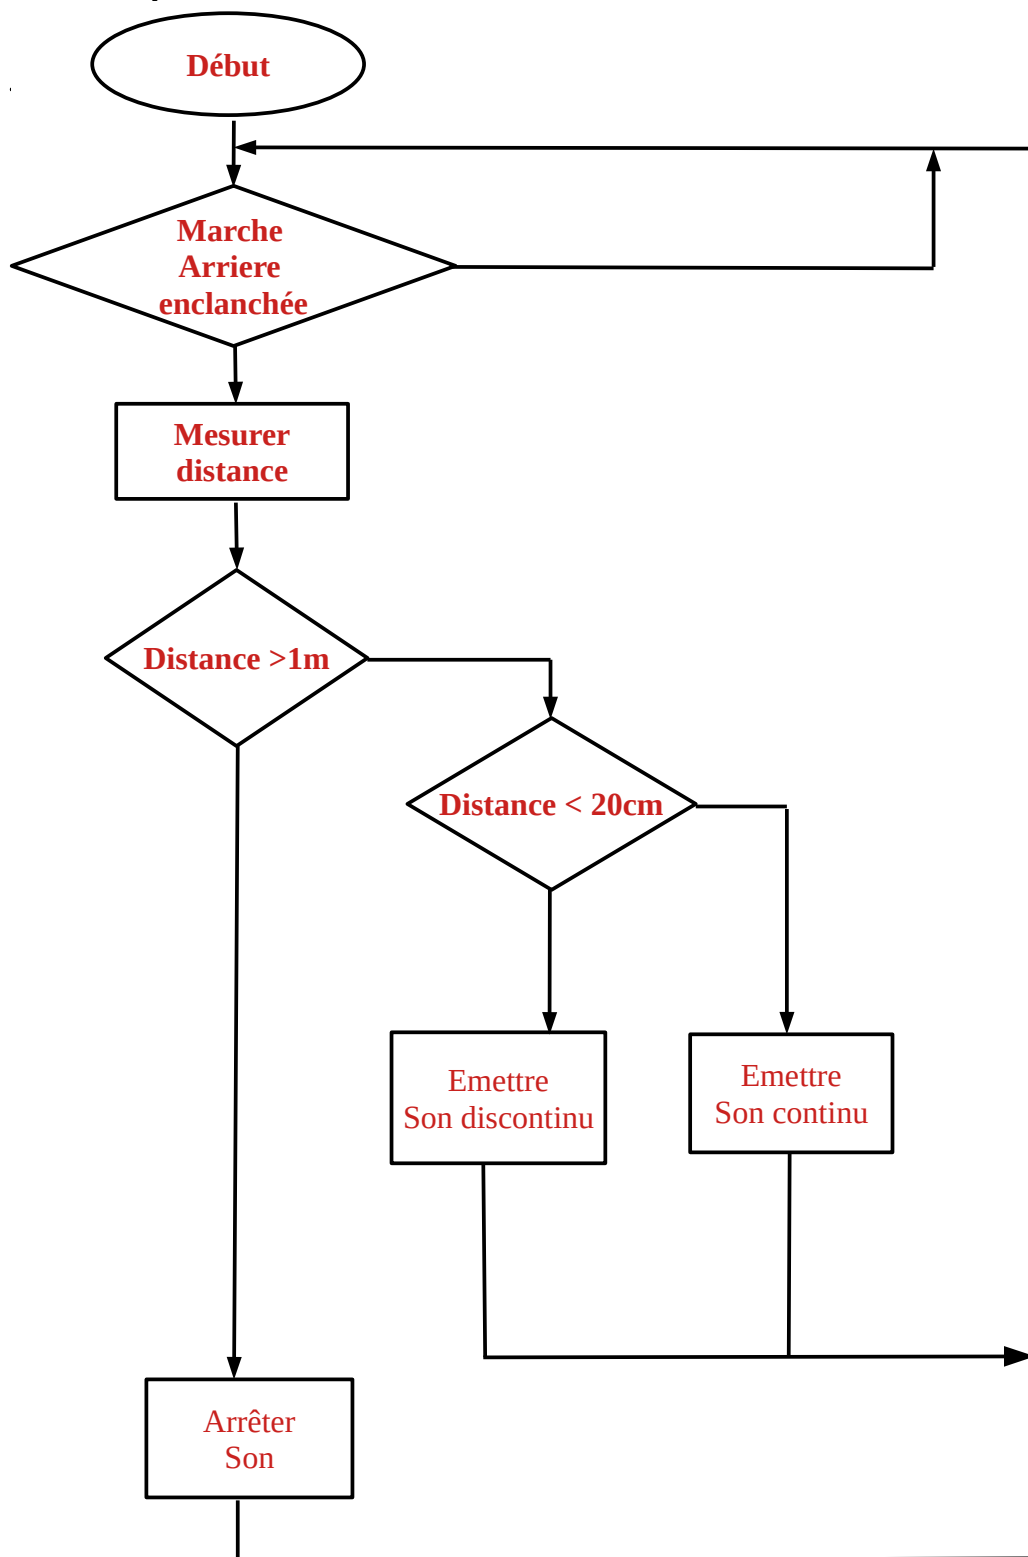 Début
Marche
Arriere
enclanchée
Mesurer
distance
Distance >1m
Distance < 20cm
Emettre
Son discontinu
Emettre
Son continu
Arrêter
Son